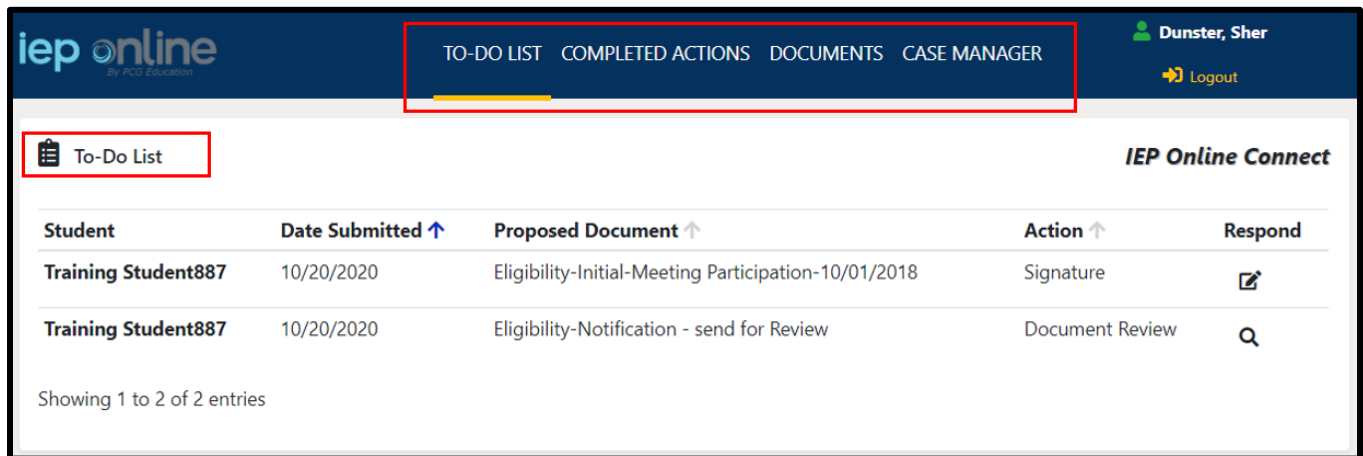 iep online
By PCG Education
TO-DO LIST COMPLETED ACTIONS DOCUMENTS CASE MANAGER
Dunster, Sher
Logout
To-Do List
IEP Online Connect
Student Date Submitted Proposed Document Action Respond
Training Student887 10/20/2020 Eligibility-Initial-Meeting Participation-10/01/2018 Signature
Training Student887 10/20/2020 Eligibility-Notification - send for Review Document Review
Showing 1 to 2 of 2 entries